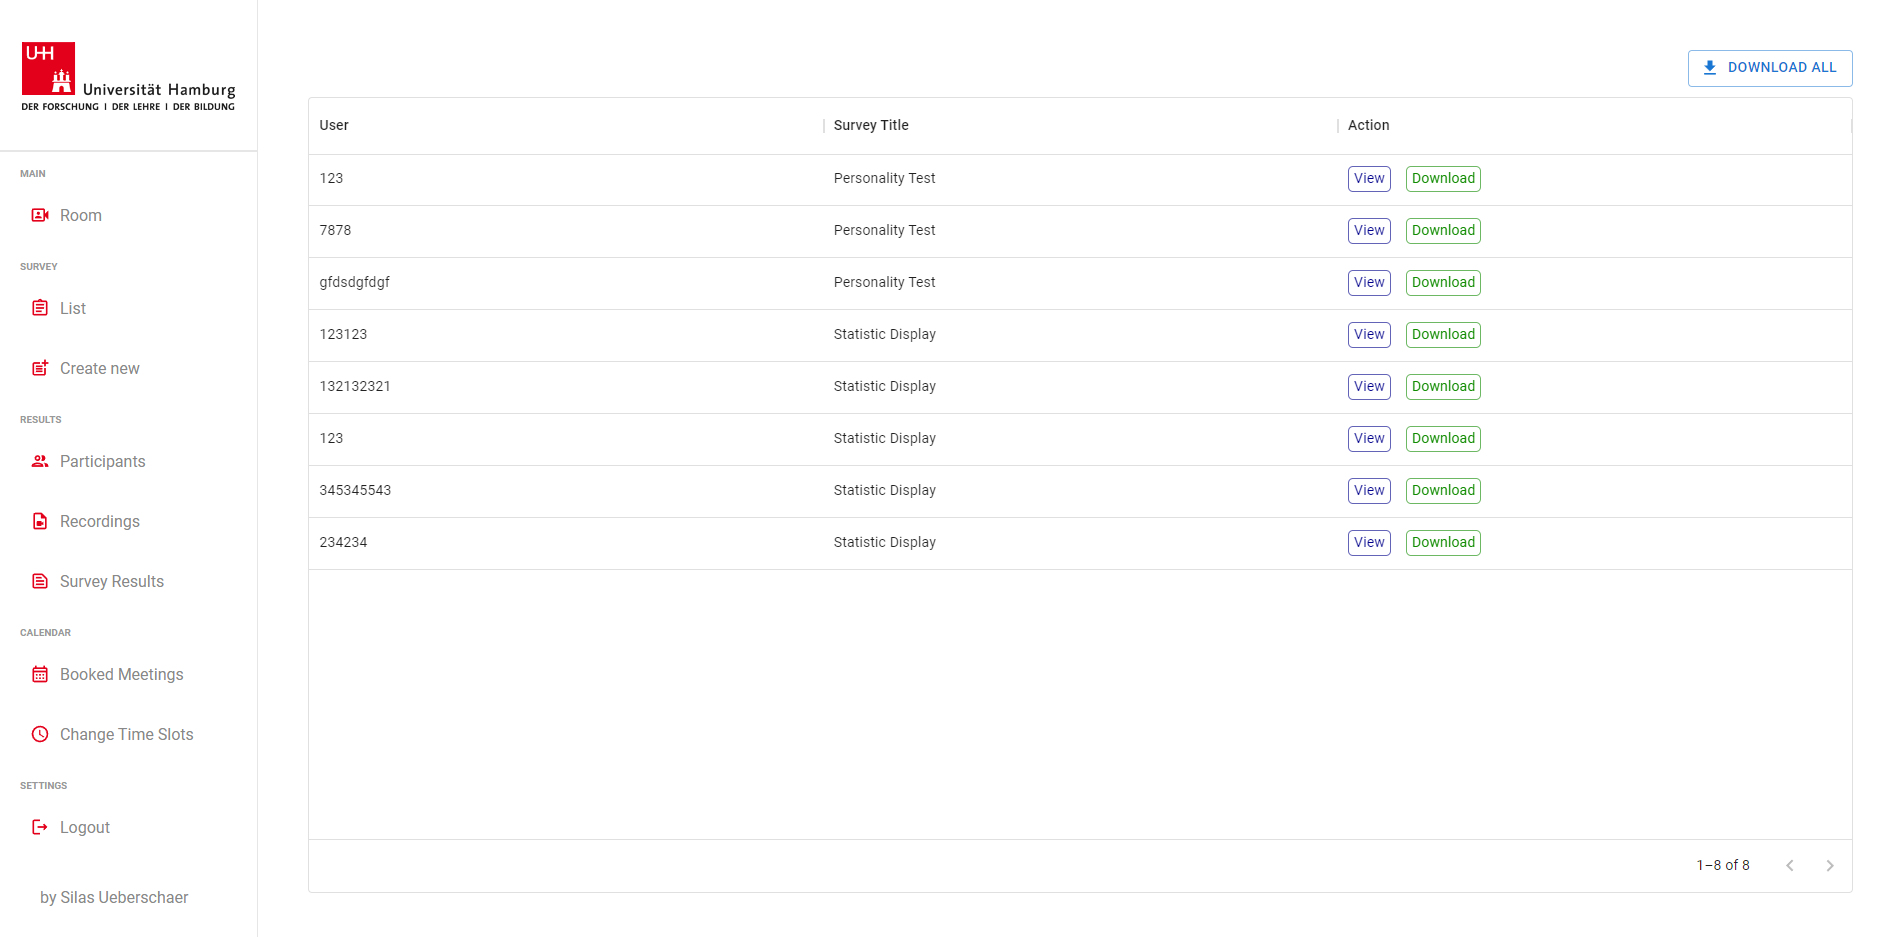 UHH
Universität Hamburg
DER FORSCHUNG | DER LEHRE | DER BILDUNG
MAIN
Room
SURVEY
List
Create new
RESULTS
Participants
Recordings
Survey Results
CALENDAR
Booked Meetings
Change Time Slots
SETTINGS
Logout
by Silas Ueberschaer
DOWNLOAD ALL
User Survey Title Action
123 Personality Test View Download
7878 Personality Test View Download
gfdsdgfdgf Personality Test View Download
123123 Statistic Display View Download
132132321 Statistic Display View Download
123 Statistic Display View Download
345345543 Statistic Display View Download
234234 Statistic Display View Download
1–8 of 8